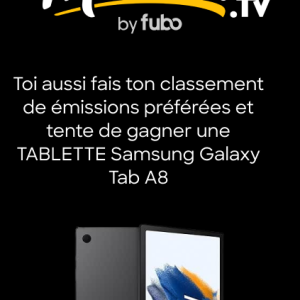 .TV
by fubo
Toi aussi fais ton classement
de émissions préférées et
tente de gagner une
TABLETTE Samsung Galaxy
Tab A8